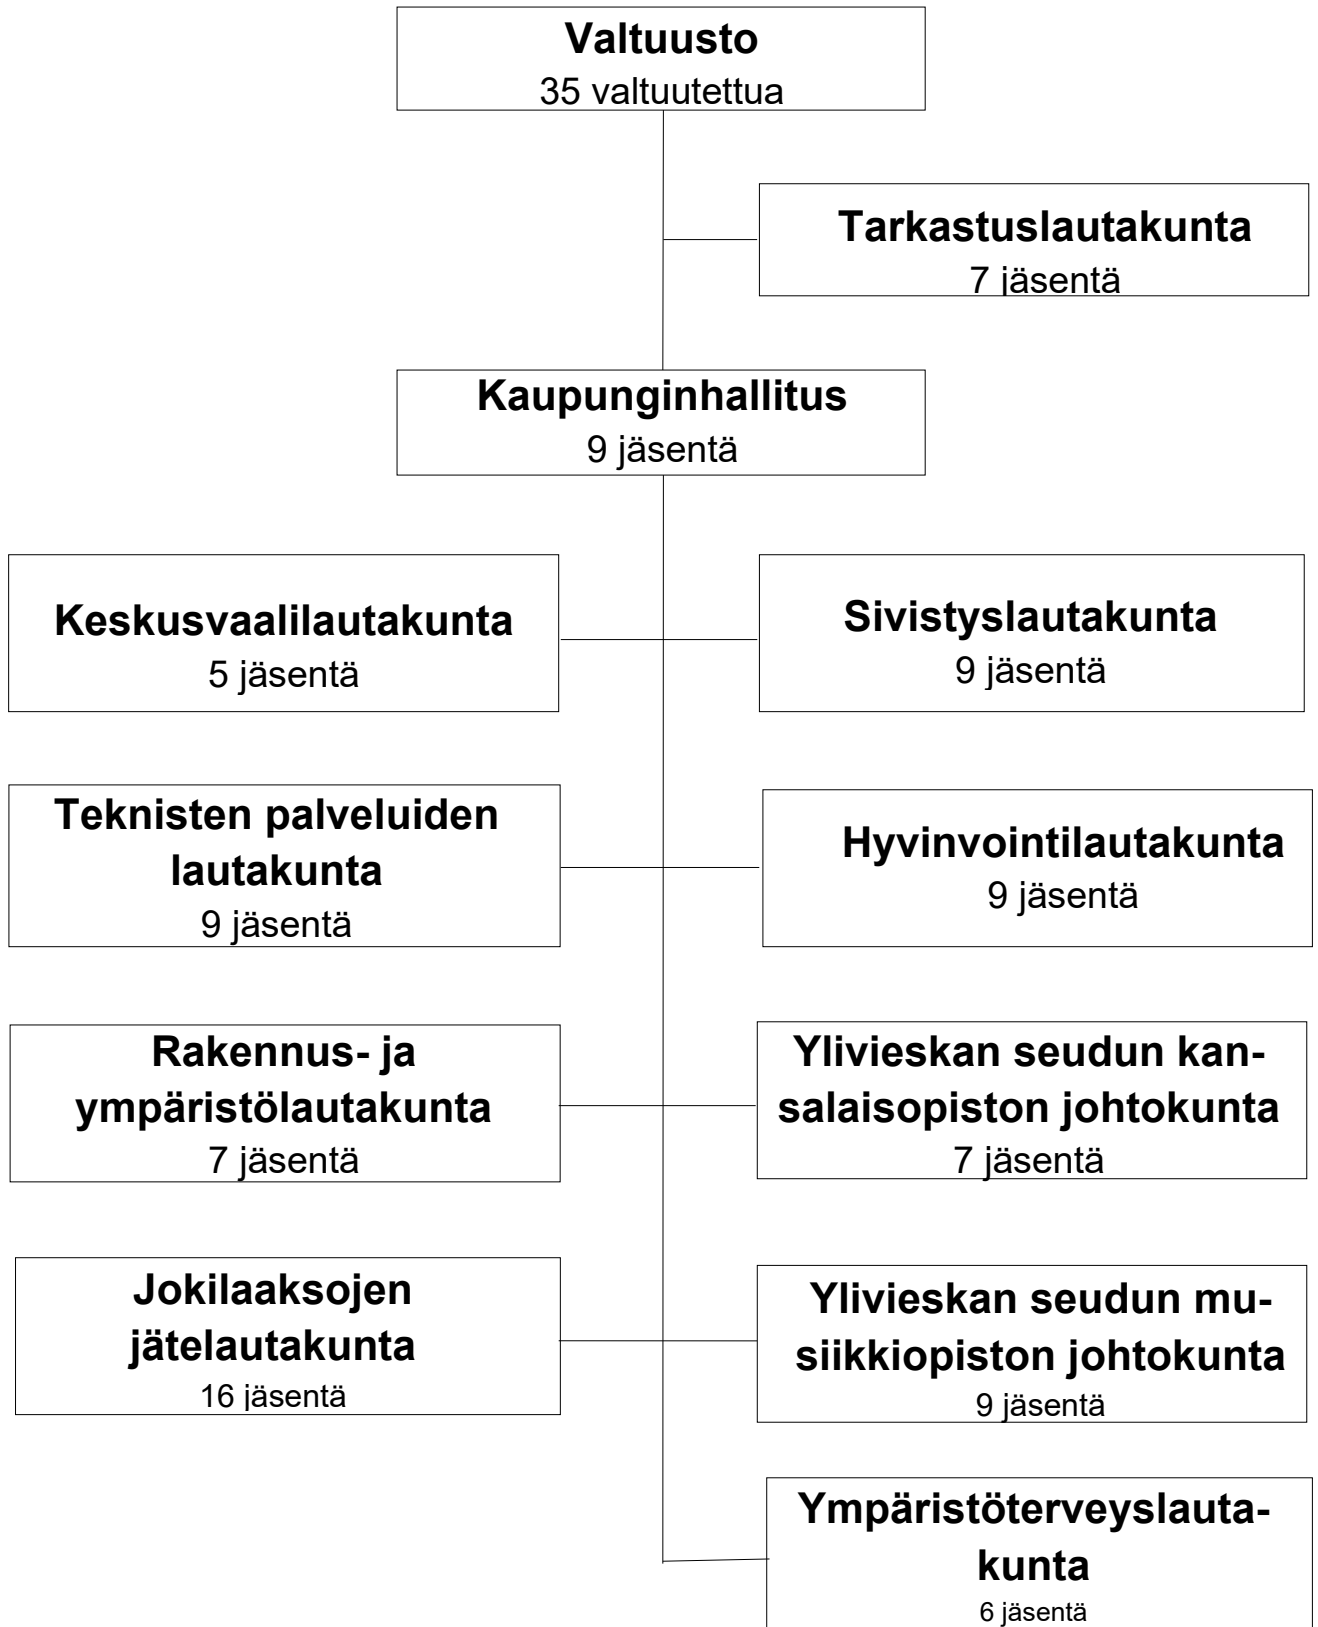 Valtuusto
35 valtuutettua
Tarkastuslautakunta
7 jäsentä
Kaupunginhallitus
9 jäsentä
Keskusvaalilautakunta
5 jäsentä
Sivistyslautakunta
9 jäsentä
Teknisten palveluiden
lautakunta
9 jäsentä
Hyvinvointilautakunta
9 jäsentä
Rakennus- ja
ympäristölautakunta
7 jäsentä
Ylivieskan seudun kan-
salaisopiston johtokunta
7 jäsentä
Jokilaaksojen
jätelautakunta
16 jäsentä
Ylivieskan seudun mu-
siikkiopiston johtokunta
9 jäsentä
Ympäristöterveyslauta-
kunta
6 jäsentä